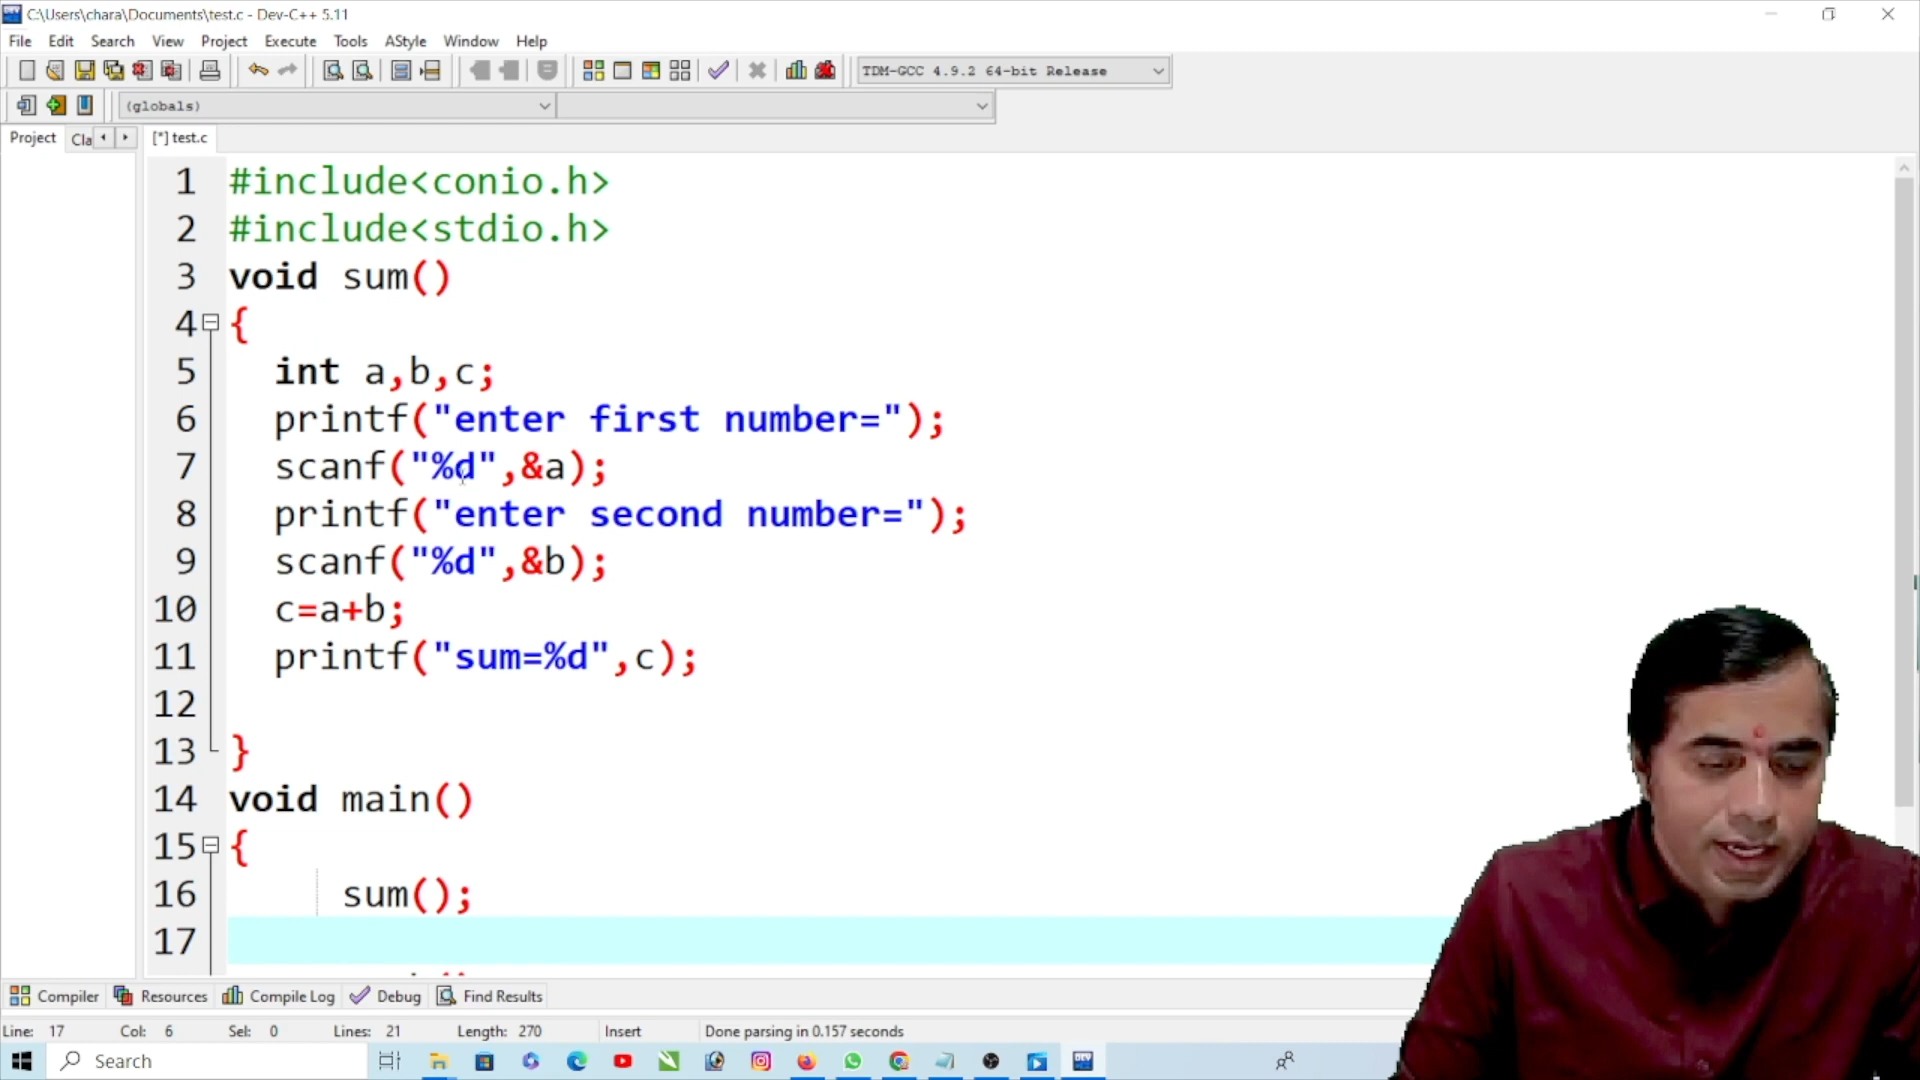 C:\Users\chara\Documents\test.c - Dev-C++ 5.11
File Edit Search View Project Execute Tools AStyle Window Help
TDM-GCC 4.9.2 64-bit Release
(globals)
Project Cla [*] test.c
1 #include<conio.h>
2 #include<stdio.h>
3 void sum()
4 {
5 int a,b,c;
6 printf("enter first number=");
7 scanf("%d",&a);
8 printf("enter second number=");
9 scanf("%d",&b);
10 c=a+b;
11 printf("sum=%d",c);
12
13 }
14 void main()
15 {
16 sum();
17
Compiler Resources Compile Log Debug Find Results
Line: 17 Col: 6 Sel: 0 Lines: 21 Length: 270 Insert Done parsing in 0.157 seconds
Search